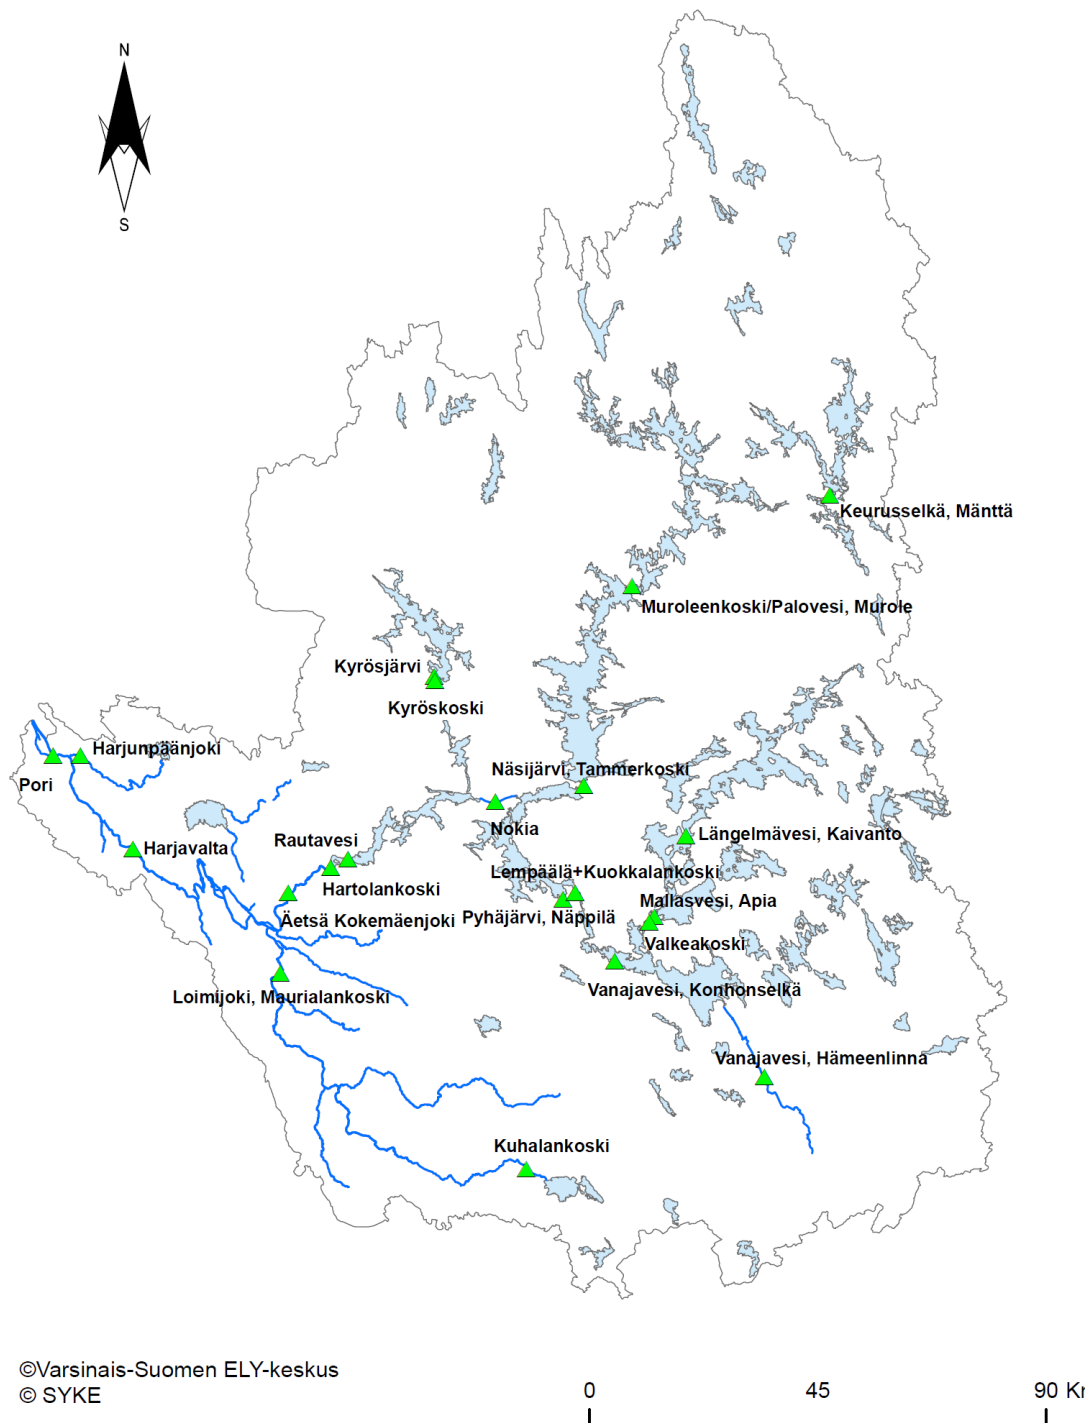 N
S
Keurusselkä, Mänttä
Muroleenkoski/Palovesi, Murole
Kyrösjärvi
Kyröskoski
Harjunpäänjoki
Pori
Näsijärvi, Tammerkoski
Nokia
Harjavalta
Rautavesi
Längelmävesi, Kaivanto
Hartolankoski
Lempäälä+Kuokkalankoski
Mallasvesi, Apia
Äetsä Kokemäenjoki
Pyhäjärvi, Näppilä
Valkeakoski
Loimijoki, Maurialankoski
Vanajavesi, Konhonselkä
Vanajavesi, Hämeenlinna
Kuhalankoski
©Varsinais-Suomen ELY-keskus
© SYKE
0 45 90 Km